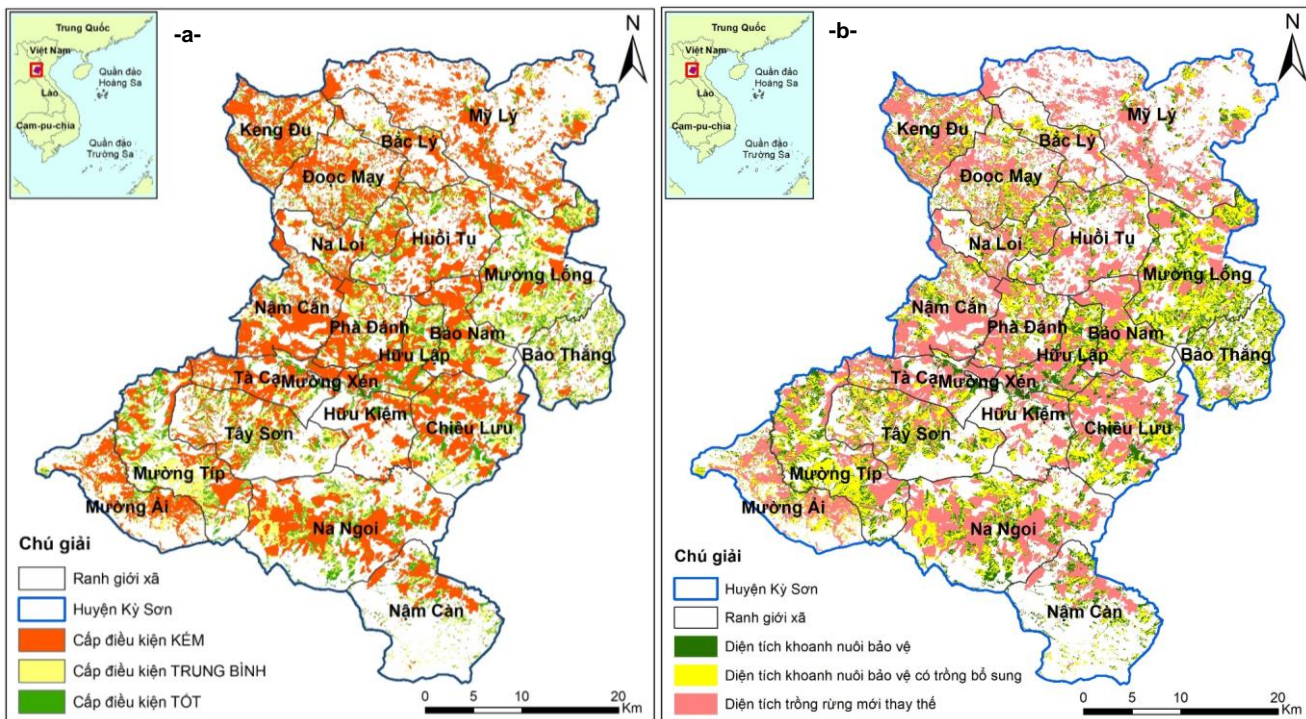 -a-
N
Trung Quốc
Việt Nam
Quần đảo
Hoàng Sa
Lào
Cam-pu-chia
Quần đảo
Trường Sa
Mỹ Lý
Keng Đu
Bắc Lý
Đoọc Mạy
Na Loi
Huồi Tụ
Mường Lống
Nậm Cắn
Phà Đánh
Bảo Nam
Hữu Lập
Bảo Thắng
Tà Cạ
Mường Xén
Hữu Kiệm
Chiêu Lưu
Tây Sơn
Mường Típ
Mường Ải
Na Ngoi
Nậm Càn
Chú giải
Ranh giới xã
Huyện Kỳ Sơn
Cấp điều kiện KÉM
Cấp điều kiện TRUNG BÌNH
Cấp điều kiện TỐT
0 5 10 20
Km
-b-
N
Trung Quốc
Việt Nam
Quần đảo
Hoàng Sa
Lào
Cam-pu-chia
Quần đảo
Trường Sa
Mỹ Lý
Keng Đu
Bắc Lý
Đoọc Mạy
Na Loi
Huồi Tụ
Mường Lống
Nậm Cắn
Phà Đánh
Bảo Nam
Hữu Lập
Bảo Thắng
Tà Cạ
Mường Xén
Hữu Kiệm
Chiêu Lưu
Tây Sơn
Mường Típ
Mường Ải
Na Ngoi
Nậm Càn
Chú giải
Huyện Kỳ Sơn
Ranh giới xã
Diện tích khoanh nuôi bảo vệ
Diện tích khoanh nuôi bảo vệ có trồng bổ sung
Diện tích trồng rừng mới thay thế
0 5 10 20
Km